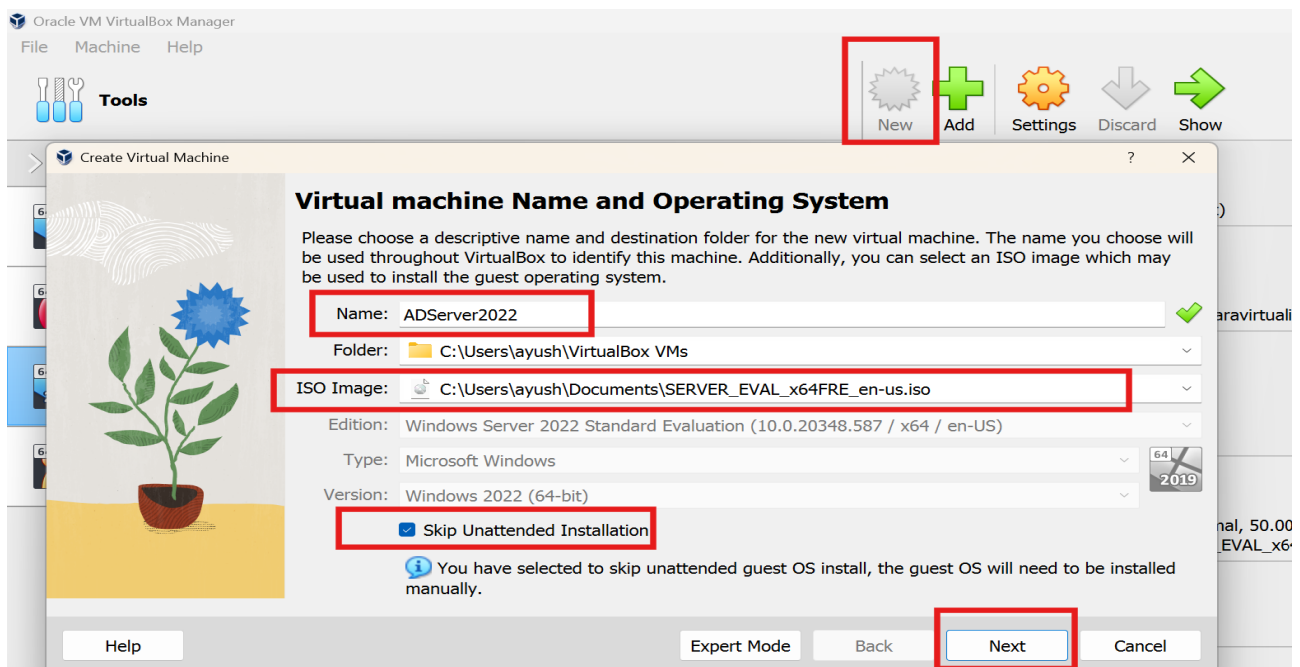 Oracle VM VirtualBox Manager
File Machine Help
Tools
New Add Settings Discard Show
Create Virtual Machine ?
Virtual machine Name and Operating System
Please choose a descriptive name and destination folder for the new virtual machine. The name you choose will
be used throughout VirtualBox to identify this machine. Additionally, you can select an ISO image which may
be used to install the guest operating system.
Name: ADServer2022
Folder: C:\Users\ayush\VirtualBox VMs
ISO Image: C:\Users\ayush\Documents\SERVER_EVAL_x64FRE_en-us.iso
Edition: Windows Server 2022 Standard Evaluation (10.0.20348.587 / x64 / en-US)
Type: Microsoft Windows
64
2019
Version: Windows 2022 (64-bit)
Skip Unattended Installation
You have selected to skip unattended guest OS install, the guest OS will need to be installed
manually.
Help Expert Mode Back Next Cancel